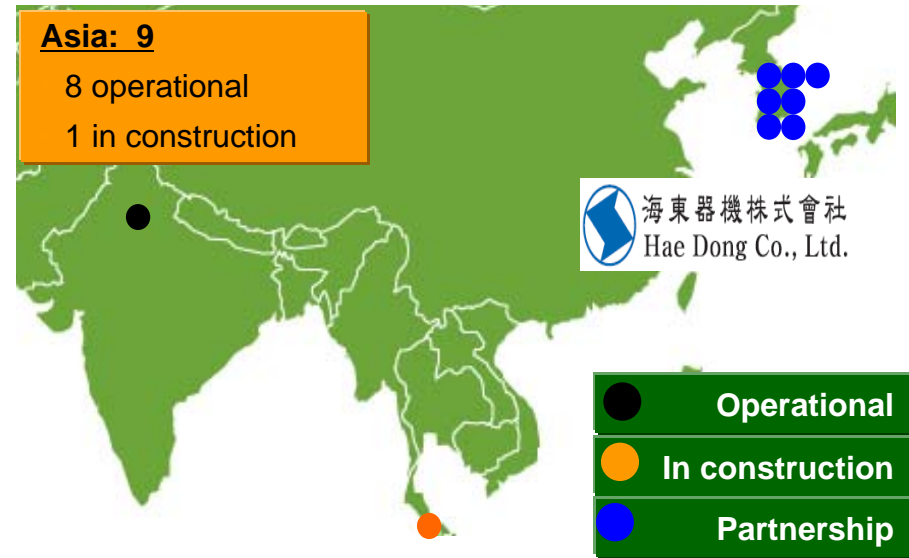 Asia: 9
8 operational
1 in construction
海東器機株式會社
Hae Dong Co., Ltd.
Operational
In construction
Partnership